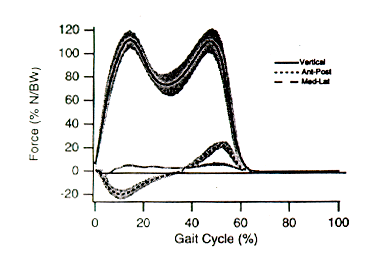 120
100
80
60
40
20
0
-20
Force (% N/BW)
Vertical
Ant-Post
Med-Lat
0 20 40 60 80 100
Gait Cycle (%)